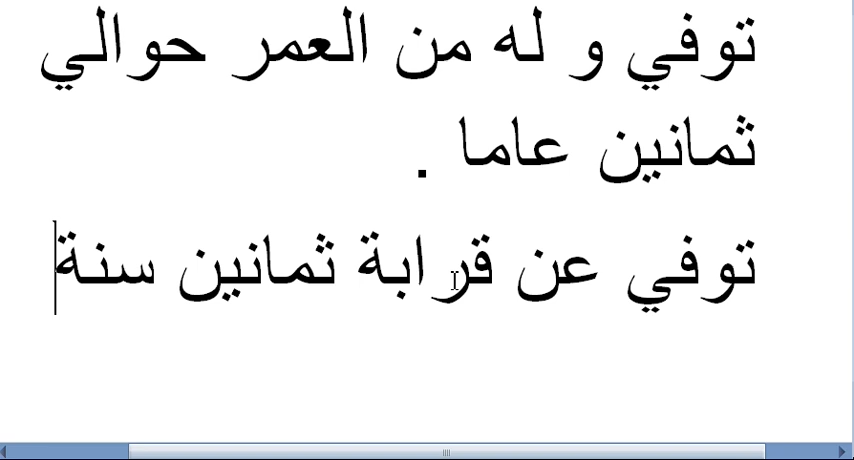 توفي و له من العمر حوالي
ثمانين عاما .
توفي عن قرابة ثمانين سنة